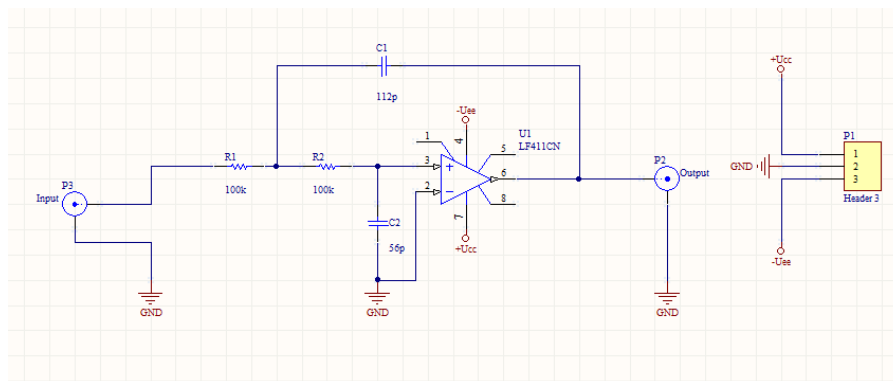 C1
112p
+Ucc
-Uee
U1
LF411CN
P1
1
4
5
R1
R2
3
+
6
P2
Output
GND
1
2
3
100k
100k
2
−
8
P3
Input
7
C2
56p
Header 3
+Ucc
-Uee
GND
GND
GND